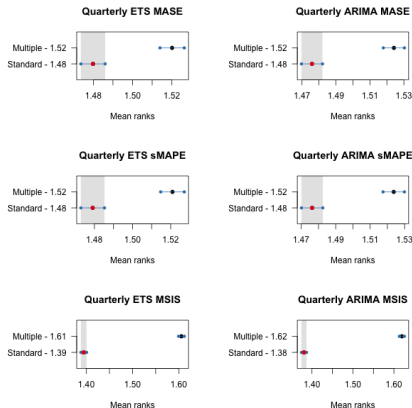 Quarterly ETS MASE
Multiple - 1.52
Standard - 1.48
1.48 1.50 1.52
Mean ranks
Quarterly ARIMA MASE
Multiple - 1.52
Standard - 1.48
1.47 1.49 1.51 1.53
Mean ranks
Quarterly ETS sMAPE
Multiple - 1.52
Standard - 1.48
1.48 1.50 1.52
Mean ranks
Quarterly ARIMA sMAPE
Multiple - 1.52
Standard - 1.48
1.47 1.49 1.51 1.53
Mean ranks
Quarterly ETS MSIS
Multiple - 1.61
Standard - 1.39
1.40 1.50 1.60
Mean ranks
Quarterly ARIMA MSIS
Multiple - 1.62
Standard - 1.38
1.40 1.50 1.60
Mean ranks